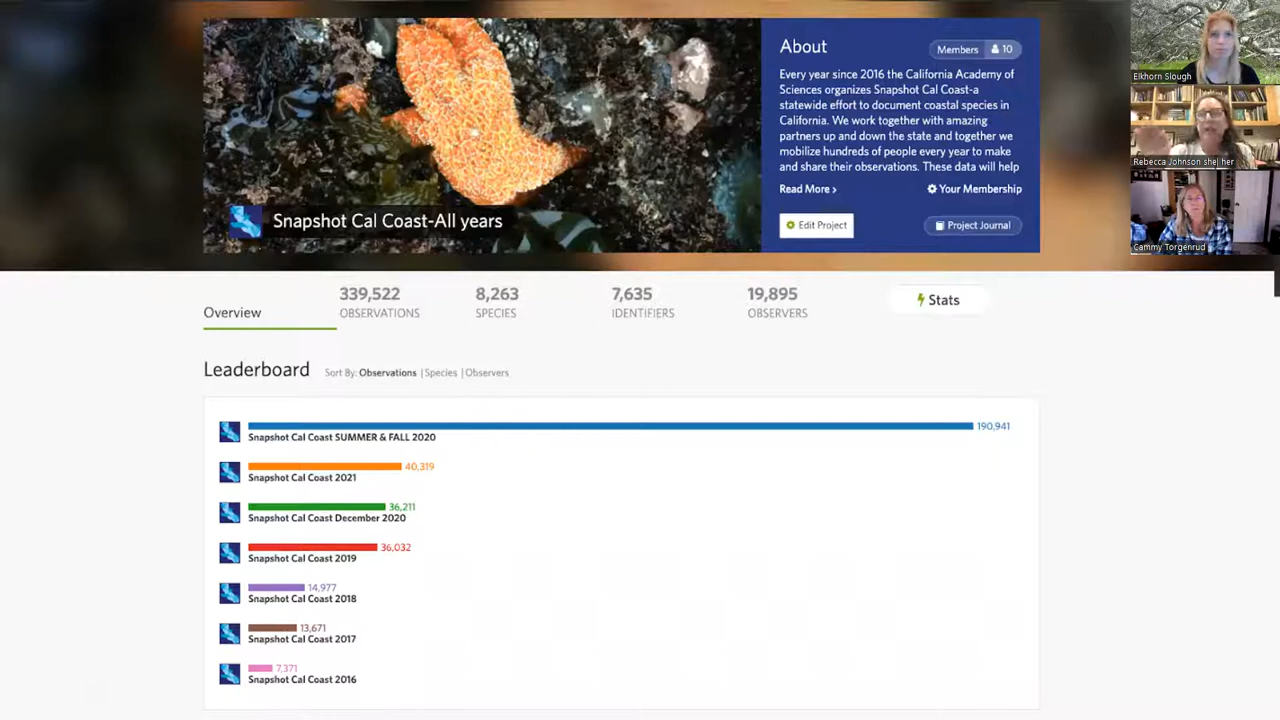 About
Members 10
Every year since 2016 the California Academy of
Sciences organizes Snapshot Cal Coast-a
statewide effort to document coastal species in
California. We work together with amazing
partners up and down the state and together we
mobilize hundreds of people every year to make
and share their observations. These data will help
Read More ›
Your Membership
Edit Project
Project Journal
Snapshot Cal Coast-All years
Elkhorn Slough
Rebecca Johnson she| her
Cammy Torgenrud
Overview
339,522
OBSERVATIONS
8,263
SPECIES
7,635
IDENTIFIERS
19,895
OBSERVERS
Stats
Leaderboard
Sort By: Observations | Species | Observers
190,941
Snapshot Cal Coast SUMMER & FALL 2020
40,319
Snapshot Cal Coast 2021
36,211
Snapshot Cal Coast December 2020
36,032
Snapshot Cal Coast 2019
14,977
Snapshot Cal Coast 2018
13,671
Snapshot Cal Coast 2017
7,371
Snapshot Cal Coast 2016